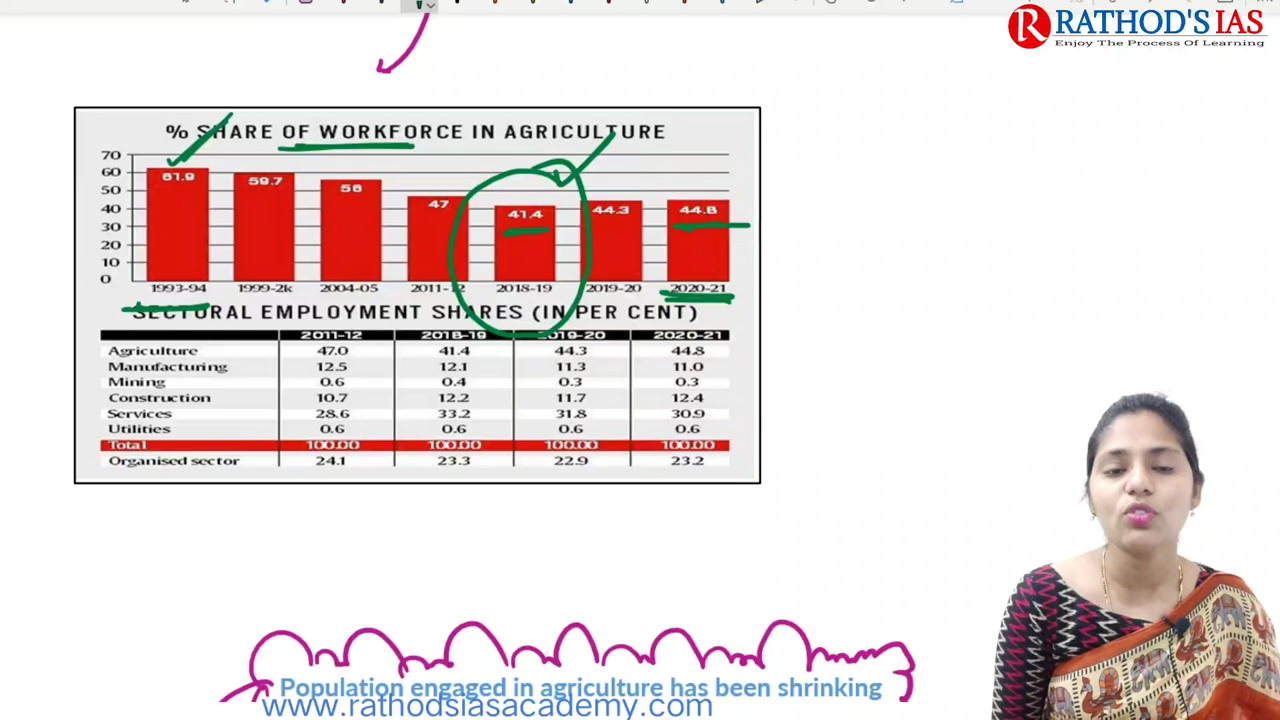 RATHOD'S IAS
Enjoy The Process Of Learning
% SHARE OF WORKFORCE IN AGRICULTURE
70
60
50
40
30
20
10
0
61.9 59.7 56 47 41.4 44.3 44.8
1993-94 1999-2k 2004-05 2011-12 2018-19 2019-20 2020-21
SECTORAL EMPLOYMENT SHARES (IN PER CENT)
2011-12 2018-19 2019-20 2020-21
Agriculture 47.0 41.4 44.3 44.8
Manufacturing 12.5 12.1 11.3 11.0
Mining 0.6 0.4 0.3 0.3
Construction 10.7 12.2 11.7 12.4
Services 28.6 33.2 31.8 30.9
Utilities 0.6 0.6 0.6 0.6
Total 100.00 100.00 100.00 100.00
Organised sector 24.1 23.3 22.9 23.2
Population engaged in agriculture has been shrinking
www.rathodsiasacademy.com